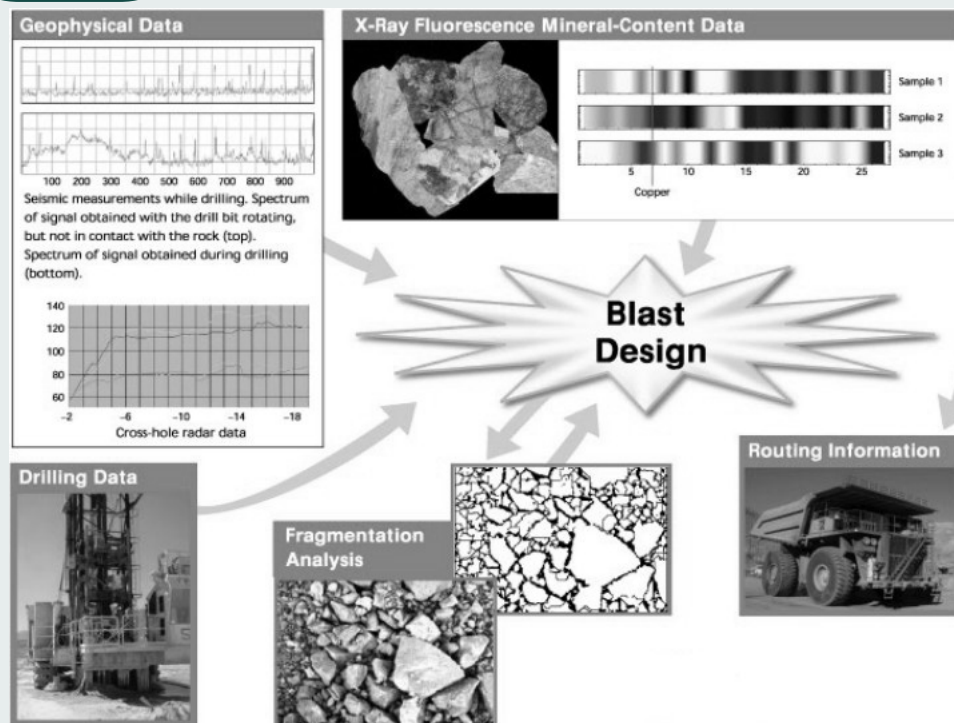 Geophysical Data
100 200 300 400 500 600 700 800 900
Seismic measurements while drilling. Spectrum
of signal obtained with the drill bit rotating,
but not in contact with the rock (top).
Spectrum of signal obtained during drilling
(bottom).
140
120
100
80
60
-2 -6 -10 -14 -18
Cross-hole radar data
X-Ray Fluorescence Mineral-Content Data
Sample 1
Sample 2
Sample 3
5 10 15 20 25
Copper
Blast
Design
Drilling Data
Fragmentation
Analysis
Routing Information